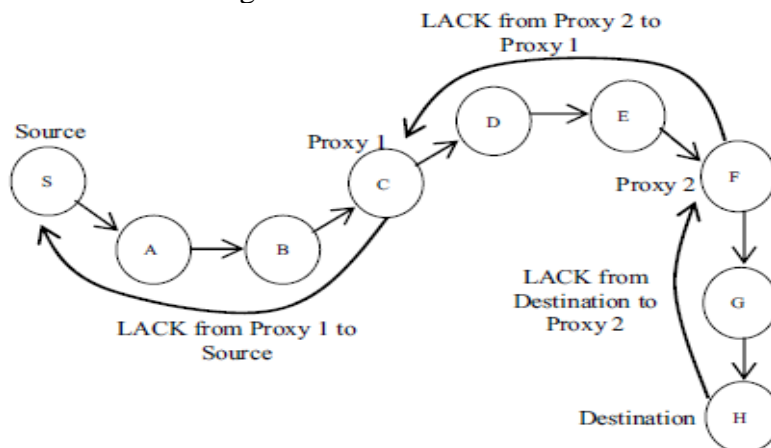 LACK from Proxy 2 to
Proxy 1
Source
Proxy 1
D
E
S
C
Proxy 2
F
A
B
LACK from
Destination to
Proxy 2
G
LACK from Proxy 1 to
Source
Destination
H